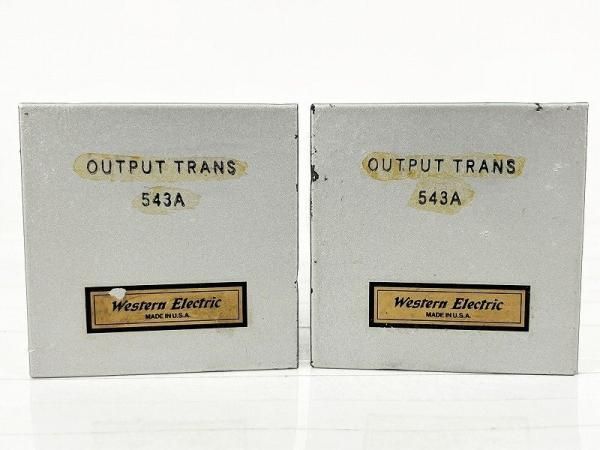 OUTPUT TRANS
543A
Western Electric
MADE IN U.S.A.
OUTPUT TRANS
543A
Western Electric
MADE IN U.S.A.